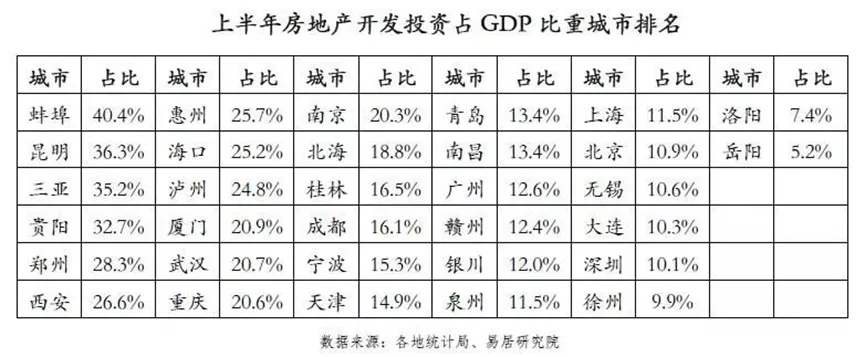 上半年房地产开发投资占 GDP 比重城市排名
城市 占比 城市 占比 城市 占比 城市 占比 城市 占比 城市 占比
蚌埠 40.4% 惠州 25.7% 南京 20.3% 青岛 13.4% 上海 11.5% 洛阳 7.4%
昆明 36.3% 海口 25.2% 北海 18.8% 南昌 13.4% 北京 10.9% 岳阳 5.2%
三亚 35.2% 泸州 24.8% 桂林 16.5% 广州 12.6% 无锡 10.6%
贵阳 32.7% 厦门 20.9% 成都 16.1% 赣州 12.4% 大连 10.3%
郑州 28.3% 武汉 20.7% 宁波 15.3% 银川 12.0% 深圳 10.1%
西安 26.6% 重庆 20.6% 天津 14.9% 泉州 11.5% 徐州 9.9%
数据来源：各地统计局、易居研究院